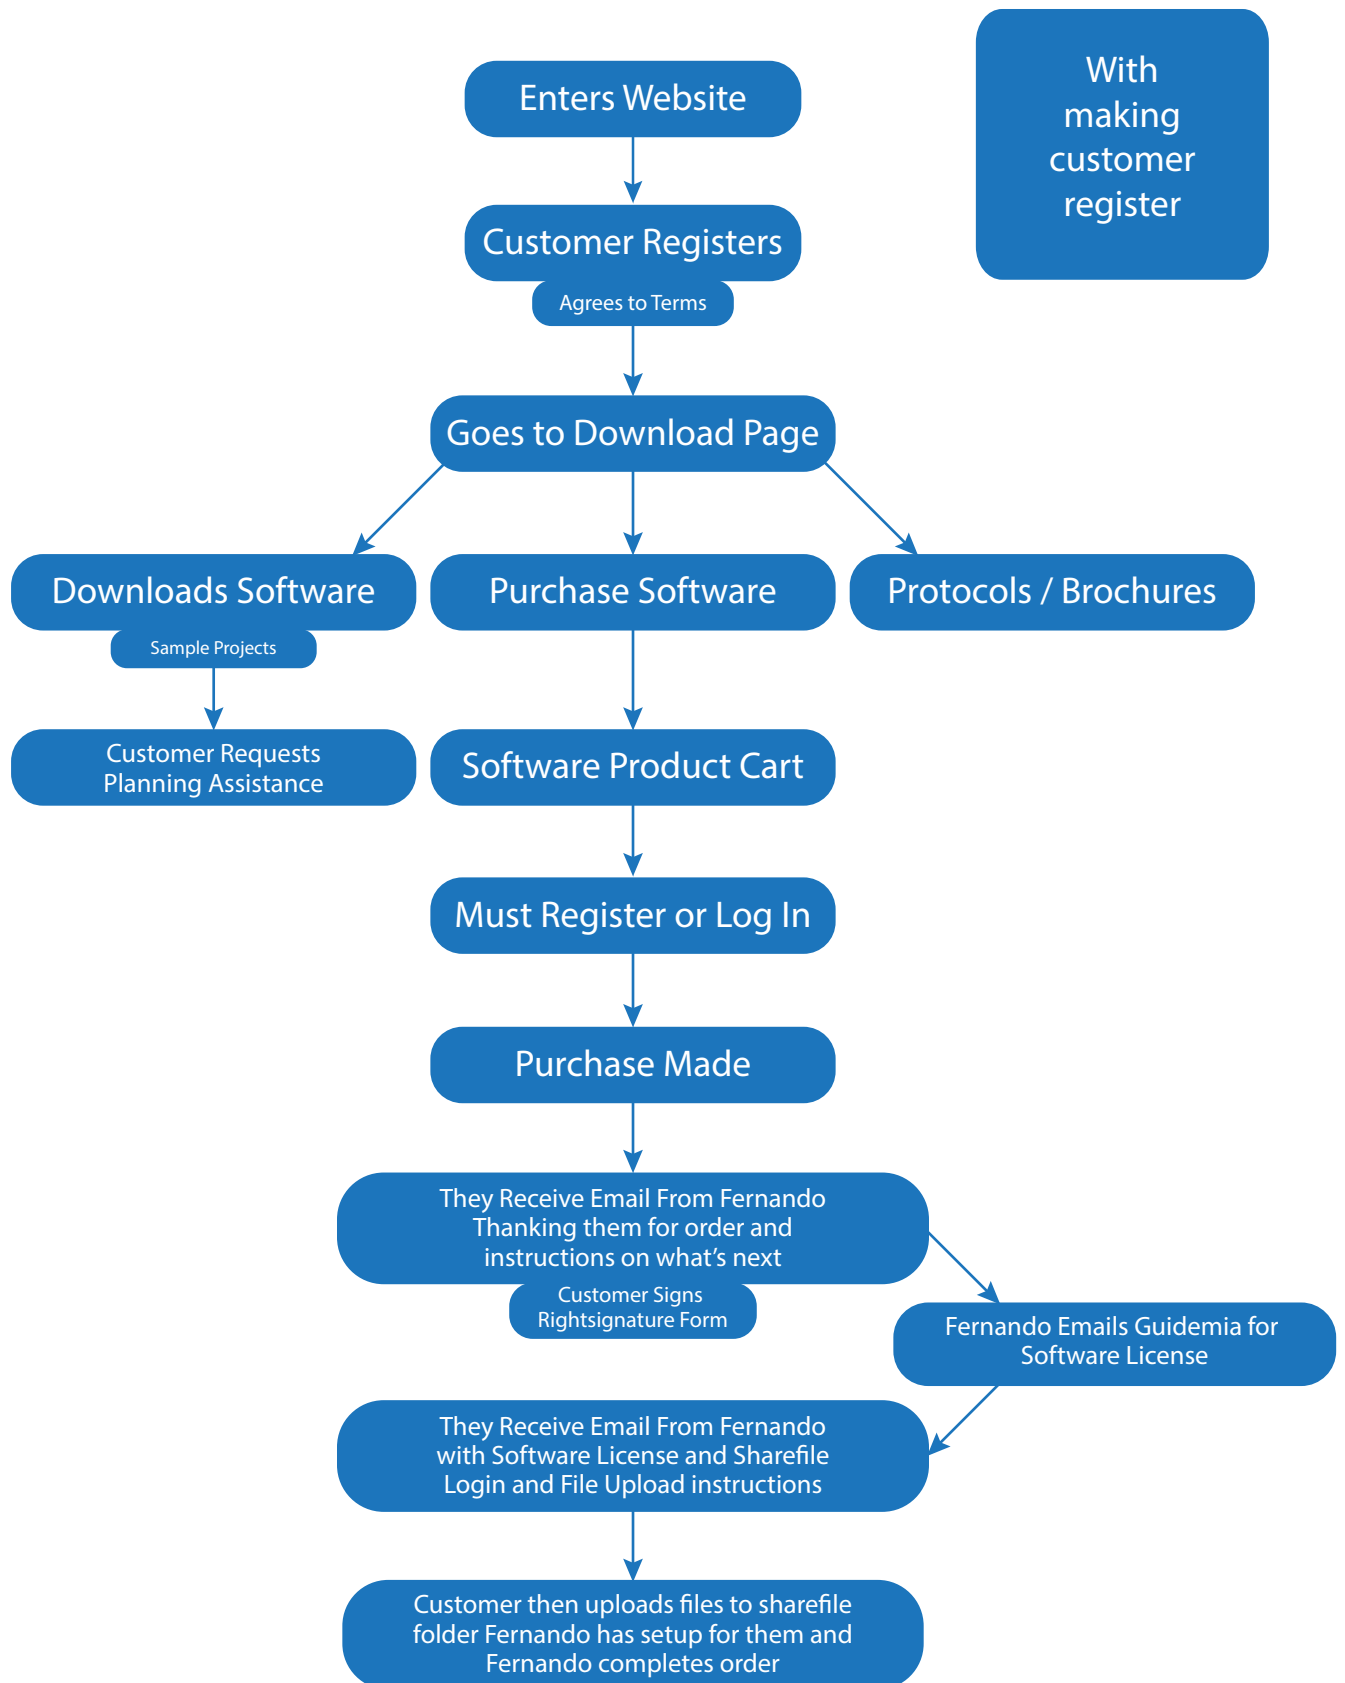 With
making
customer
register
Enters Website
Customer Registers
Agrees to Terms
Goes to Download Page
Downloads Software
Purchase Software
Protocols / Brochures
Sample Projects
Customer Requests
Planning Assistance
Software Product Cart
Must Register or Log In
Purchase Made
They Receive Email From Fernando
Thanking them for order and
instructions on what’s next
Customer Signs
Rightsignature Form
Fernando Emails Guidemia for
Software License
They Receive Email From Fernando
with Software License and Sharefile
Login and File Upload instructions
Customer then uploads files to sharefile
folder Fernando has setup for them and
Fernando completes order